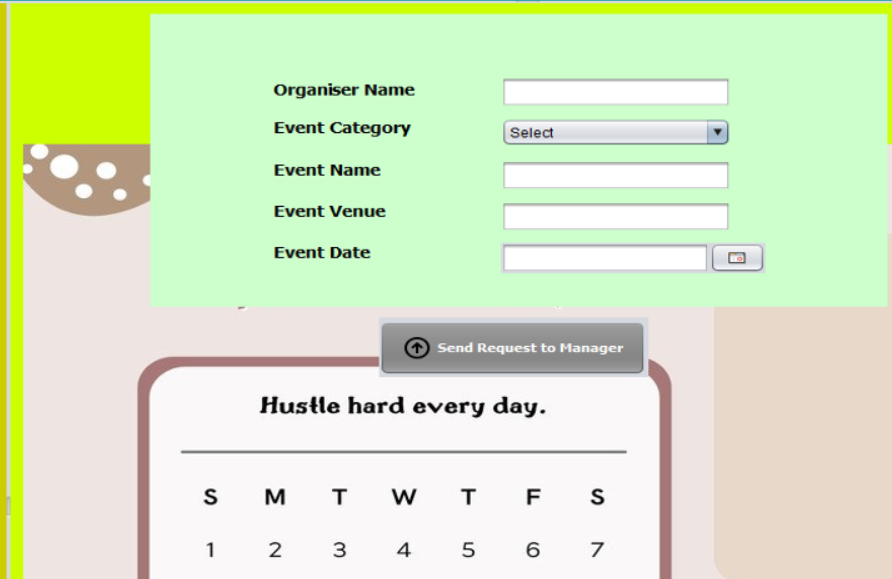 Organiser Name
Event Category Select
Event Name
Event Venue
Event Date
Send Request to Manager
Hustle hard every day.
S M T W T F S
1 2 3 4 5 6 7